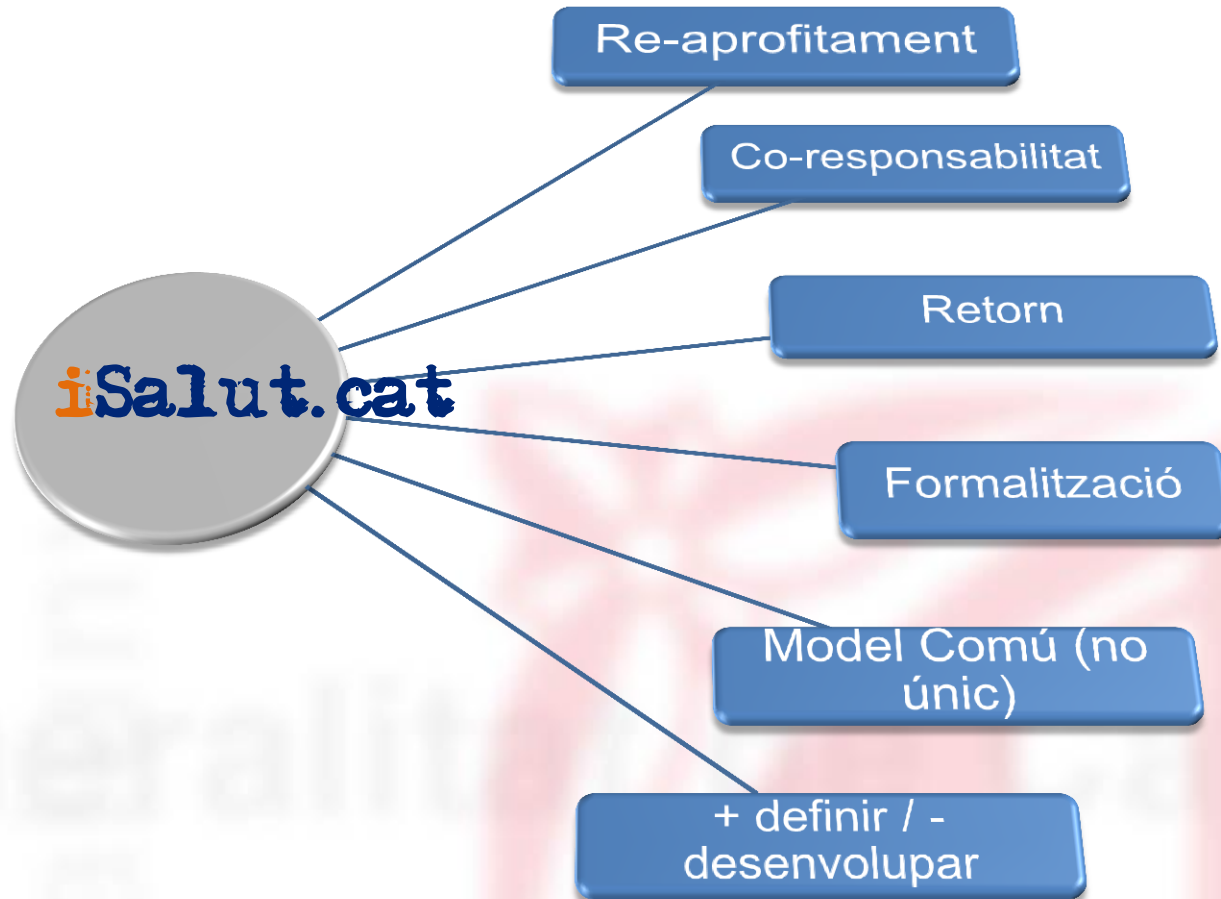 Re-aprofitament
Co-responsabilitat
Retorn
iSalut.cat
Formalització
Model Comú (no
únic)
+ definir / -
desenvolupar